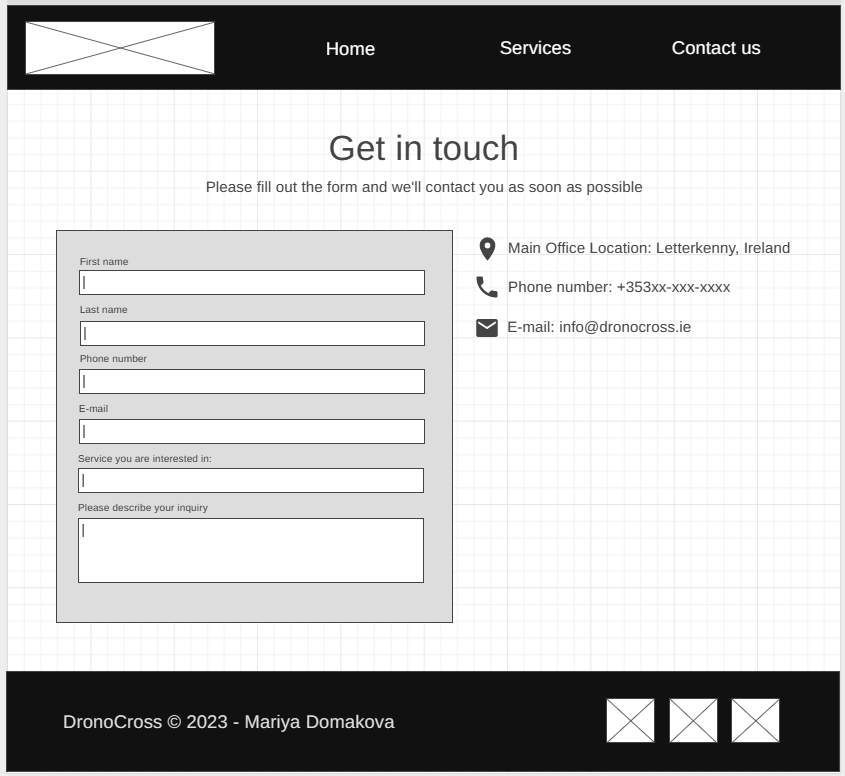 Home
Services
Contact us
Get in touch
Please fill out the form and we'll contact you as soon as possible
First name
Last name
Phone number
E-mail
Service you are interested in:
Please describe your inquiry
Main Office Location: Letterkenny, Ireland
Phone number: +353xx-xxx-xxxx
E-mail: info@dronocross.ie
DronoCross © 2023 - Mariya Domakova